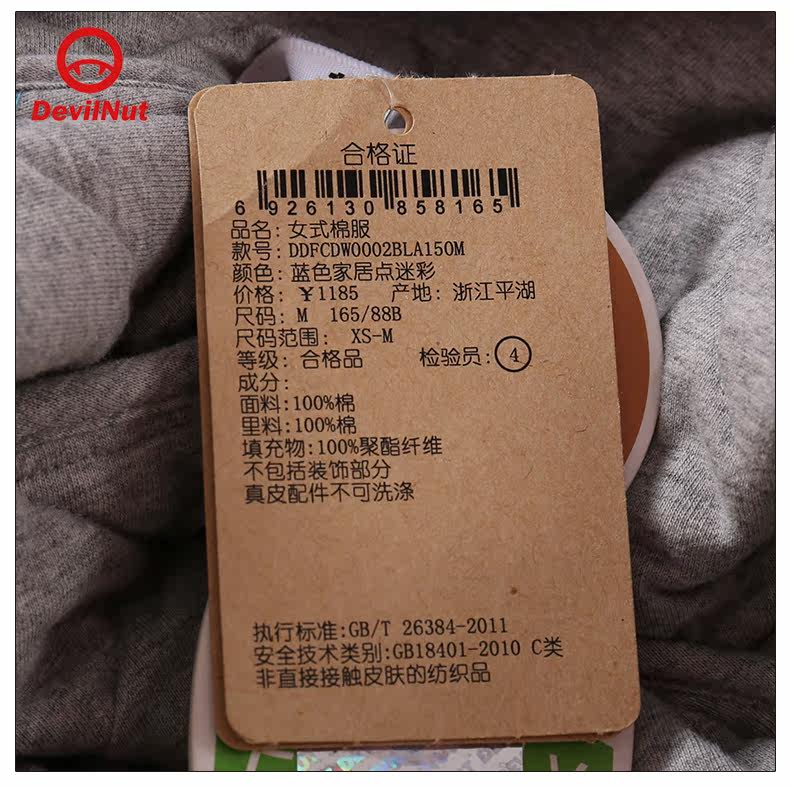 DevilNut
合格证
6 926130 858165
品名: 女式棉服
款号: DDFCDW0002BLA150M
颜色: 蓝色家居点迷彩
价格: ￥1185 产地: 浙江平湖
尺码: M 165/88B
尺码范围: XS-M
等级: 合格品 检验员: 4
成分:
面料:100%棉
里料:100%棉
填充物:100%聚酯纤维
不包括装饰部分
真皮配件不可洗涤
执行标准:GB/T 26384-2011
安全技术类别:GB18401-2010 C类
非直接接触皮肤的纺织品